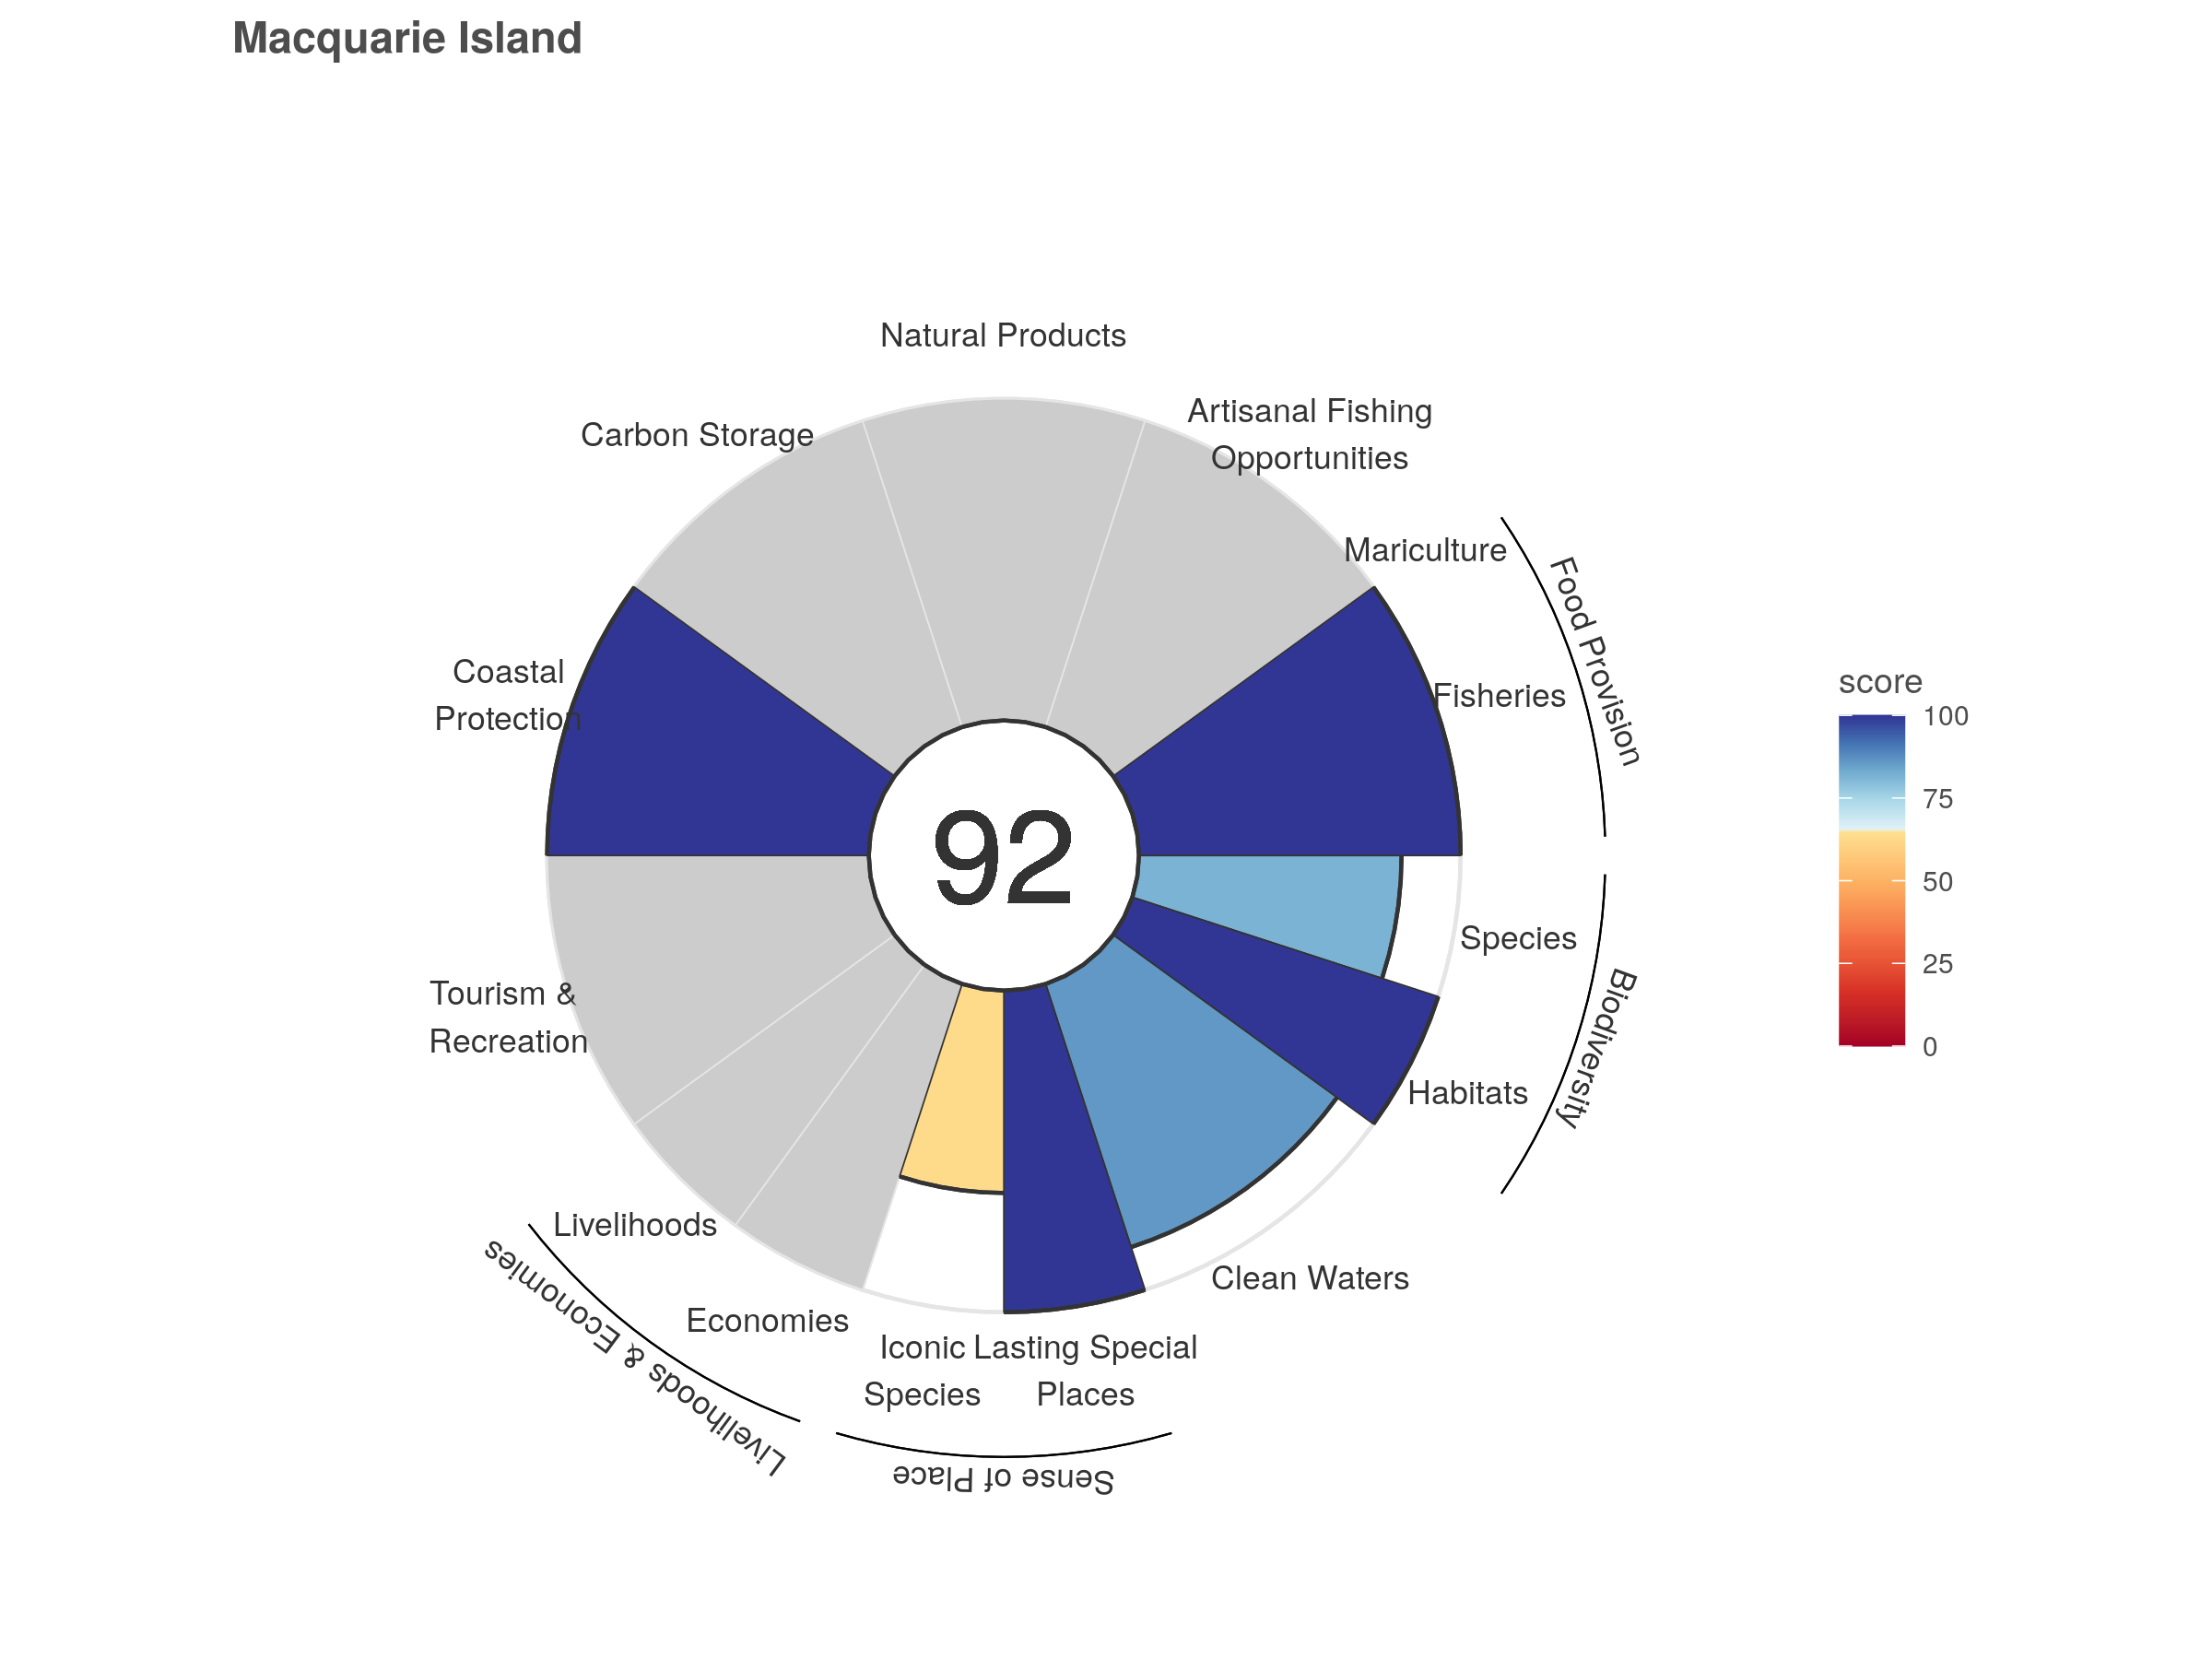 Macquarie Island
Natural Products
Artisanal Fishing
Opportunities
Carbon Storage
Mariculture
Food Provision
Coastal
Protection
Fisheries
score
100
75
50
25
0
92
Species
Biodiversity
Tourism &
Recreation
Habitats
Livelihoods
Clean Waters
Economies
Livelihoods & Economies
Iconic
Species
Lasting Special
Places
Sense of Place